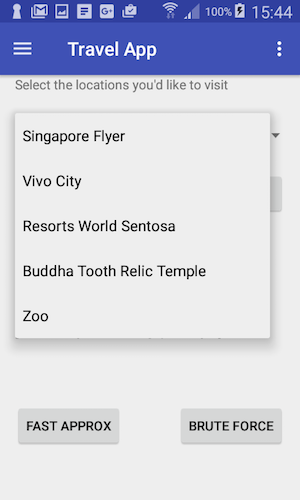 100% 15:44
Travel App
Select the locations you'd like to visit
Singapore Flyer
Vivo City
Resorts World Sentosa
Buddha Tooth Relic Temple
Zoo
FAST APPROX BRUTE FORCE